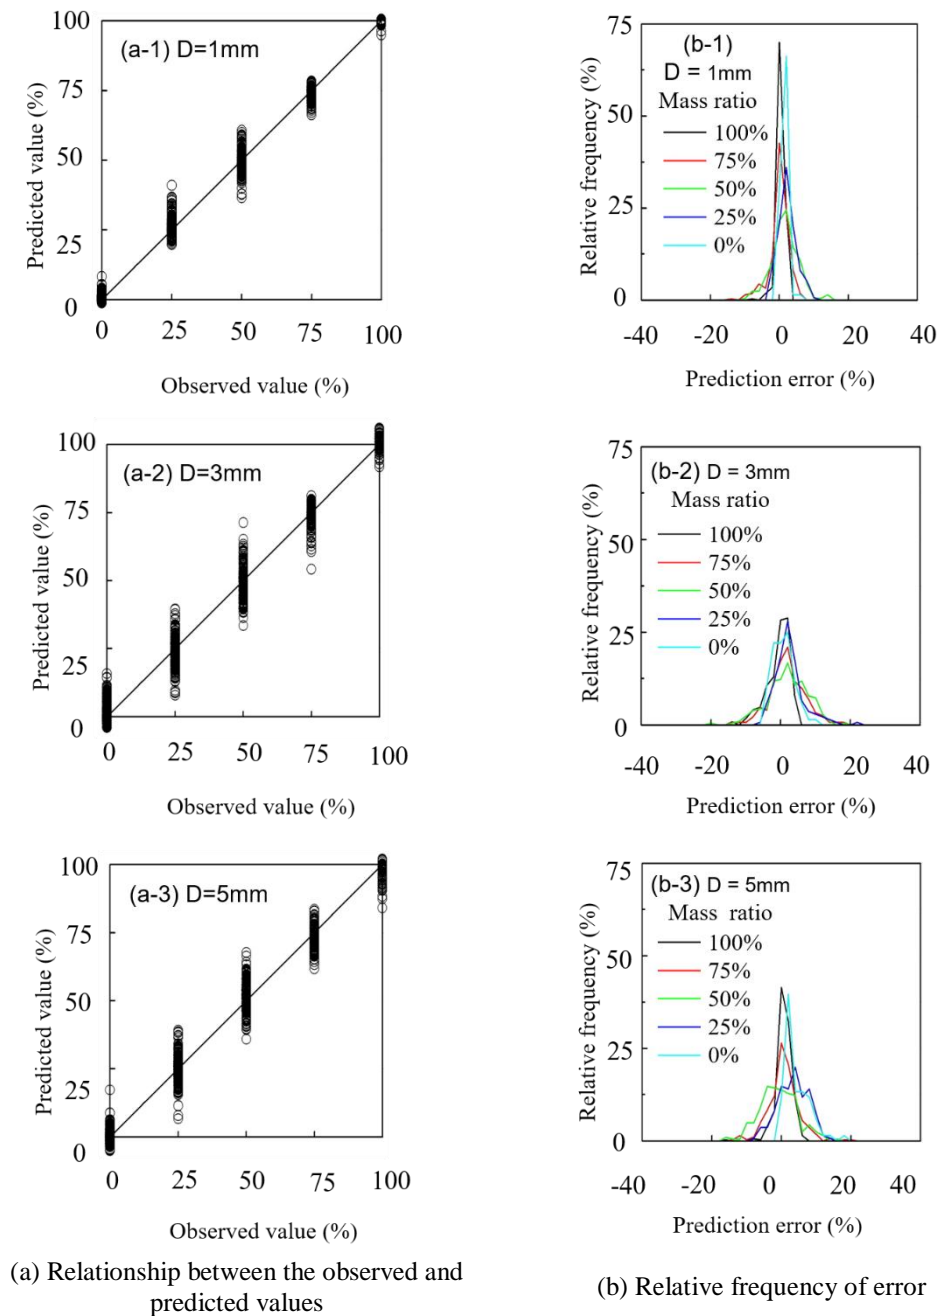 (a-1) D=1mm
Predicted value (%)
100
75
50
25
0
0 25 50 75 100
Observed value (%)
(b-1)
D = 1mm
Mass ratio
100%
75%
50%
25%
0%
Relative frequency (%)
75
50
25
0
-40 -20 0 20 40
Prediction error (%)
(a-2) D=3mm
Predicted value (%)
100
75
50
25
0
0 25 50 75 100
Observed value (%)
(b-2) D = 3mm
Mass ratio
100%
75%
50%
25%
0%
Relative frequency (%)
75
50
25
0
-40 -20 0 20 40
Prediction error (%)
(a-3) D=5mm
Predicted value (%)
100
75
50
25
0
0 25 50 75 100
Observed value (%)
(b-3) D = 5mm
Mass ratio
100%
75%
50%
25%
0%
Relative frequency (%)
75
50
25
0
-40 -20 0 20 40
Prediction error (%)
(a) Relationship between the observed and
predicted values
(b) Relative frequency of error